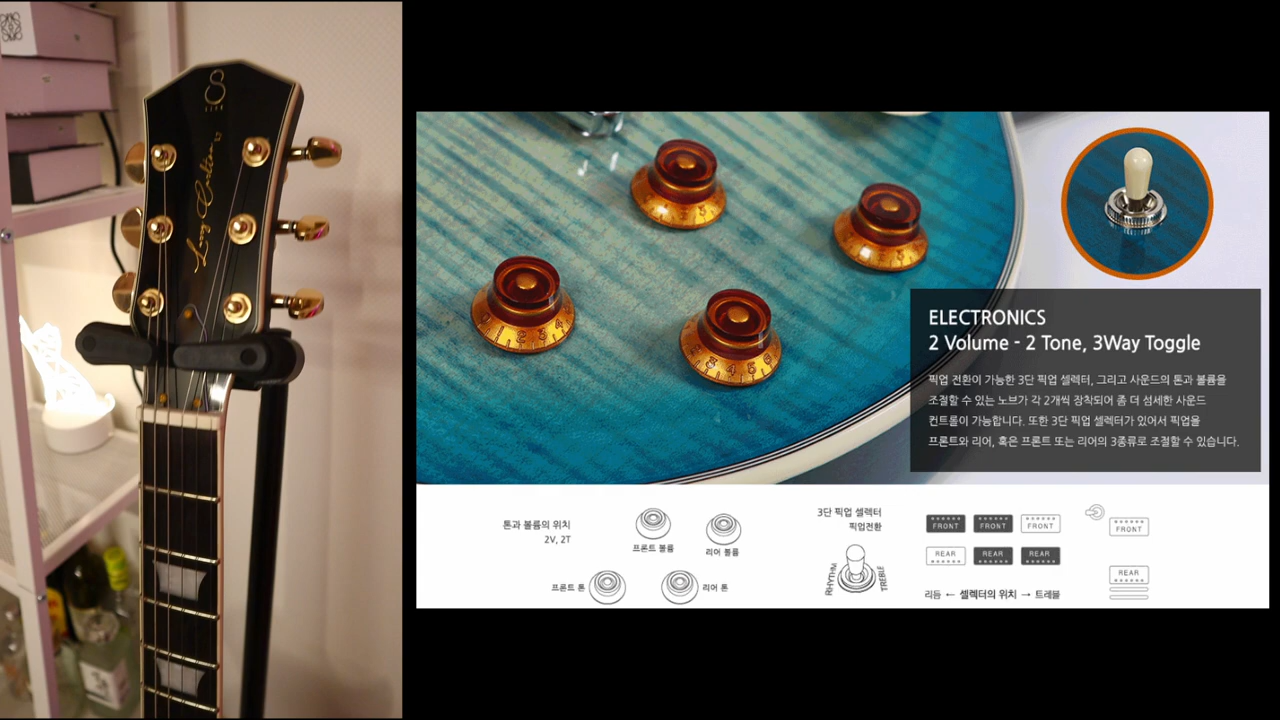 Larry Carlton
ELECTRONICS
2 Volume - 2 Tone, 3Way Toggle
픽업 전환이 가능한 3단 픽업 셀렉터, 그리고 사운드의 톤과 볼륨을
조절할 수 있는 노브가 각 2개씩 장착되어 좀 더 섬세한 사운드
컨트롤이 가능합니다. 또한 3단 픽업 셀렉터가 있어서 픽업을
프론트와 리어, 혹은 프론트 또는 리어의 3종류로 조절할 수 있습니다.
톤과 볼륨의 위치
2V, 2T
프론트 볼륨
리어 볼륨
프론트 톤
리어 톤
3단 픽업 셀렉터
픽업전환
RHYTHM
TREBLE
FRONT FRONT FRONT
REAR REAR REAR
리듬 ← 셀렉터의 위치 → 트레블
FRONT
REAR